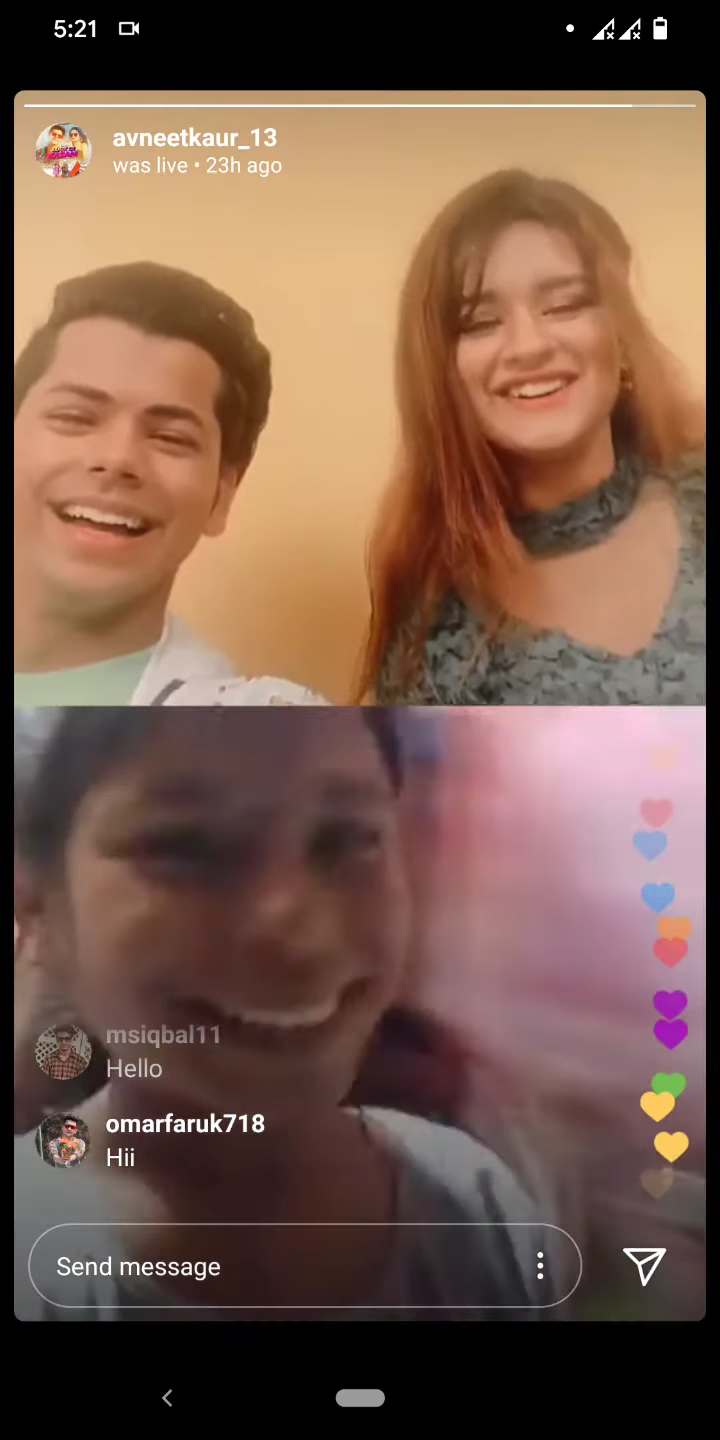 5:21
avneetkaur_13
was live • 23h ago
msiqbal11
Hello
omarfaruk718
Hii
Send message